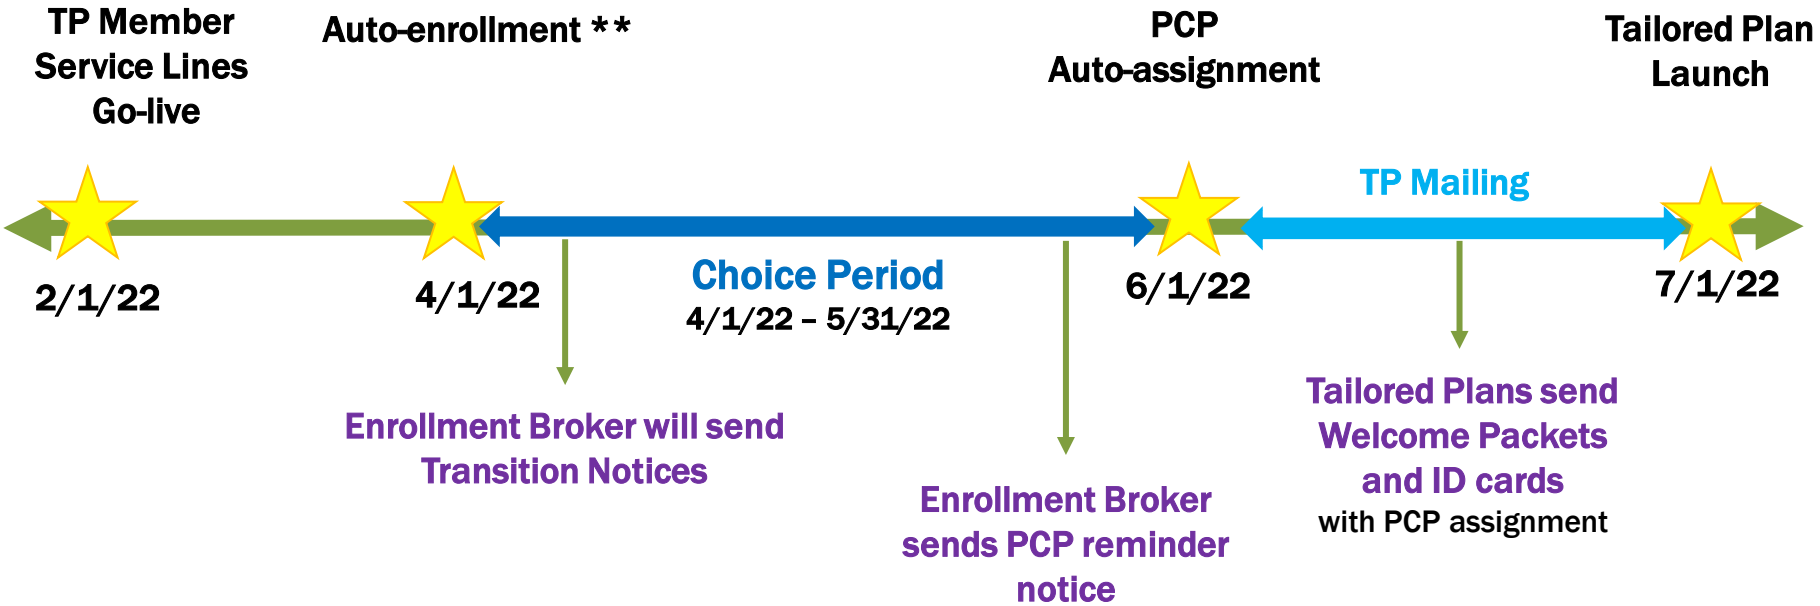 TP Member
Service Lines
Go-live
Auto-enrollment **
PCP
Auto-assignment
Tailored Plan
Launch
TP Mailing
2/1/22
4/1/22
Choice Period
4/1/22 – 5/31/22
6/1/22
7/1/22
Enrollment Broker will send
Transition Notices
Enrollment Broker
sends PCP reminder
notice
Tailored Plans send
Welcome Packets
and ID cards
with PCP assignment